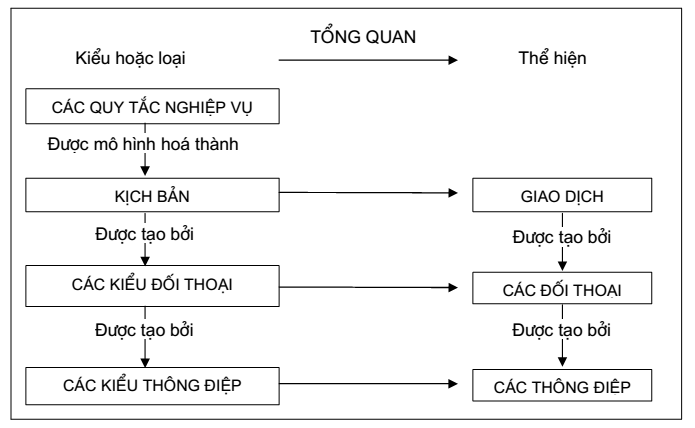 TỔNG QUAN
Kiểu hoặc loại
Thể hiện
CÁC QUY TẮC NGHIỆP VỤ
Được mô hình hoá thành
KỊCH BẢN
GIAO DỊCH
Được tạo bởi
Được tạo bởi
CÁC KIỂU ĐỐI THOẠI
CÁC ĐỐI THOẠI
Được tạo bởi
Được tạo bởi
CÁC KIỂU THÔNG ĐIỆP
CÁC THÔNG ĐIỆP